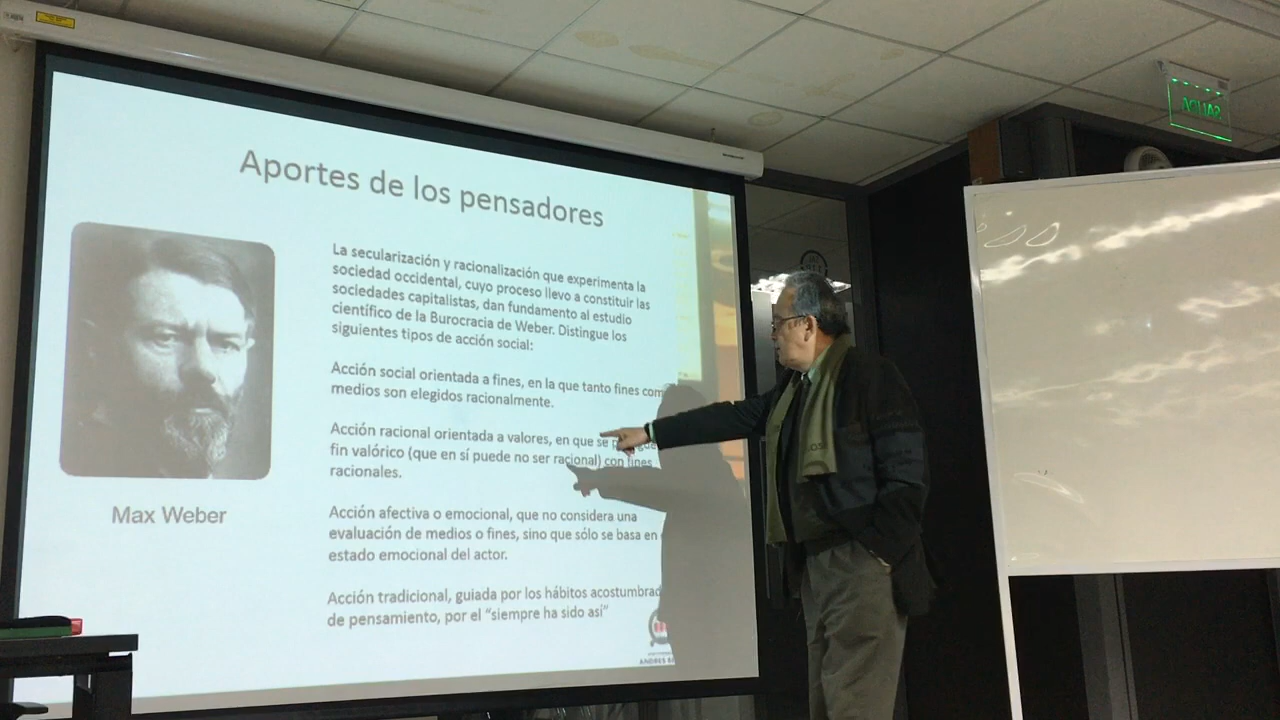 Aportes de los pensadores
La secularización y racionalización que experimenta la
sociedad occidental, cuyo proceso llevo a constituir las
sociedades capitalistas, dan fundamento al estudio
científico de la Burocracia de Weber. Distingue los
siguientes tipos de acción social:
Acción social orientada a fines, en la que tanto fines com
medios son elegidos racionalmente.
Acción racional orientada a valores, en que se
fin valórico (que en sí puede no ser racional) con fines
racionales.
Acción afectiva o emocional, que no considera una
evaluación de medios o fines, sino que sólo se basa en
estado emocional del actor.
Acción tradicional, guiada por los hábitos acostumbrad
de pensamiento, por el “siempre ha sido así”
Max Weber
ANDRES
SALIDA